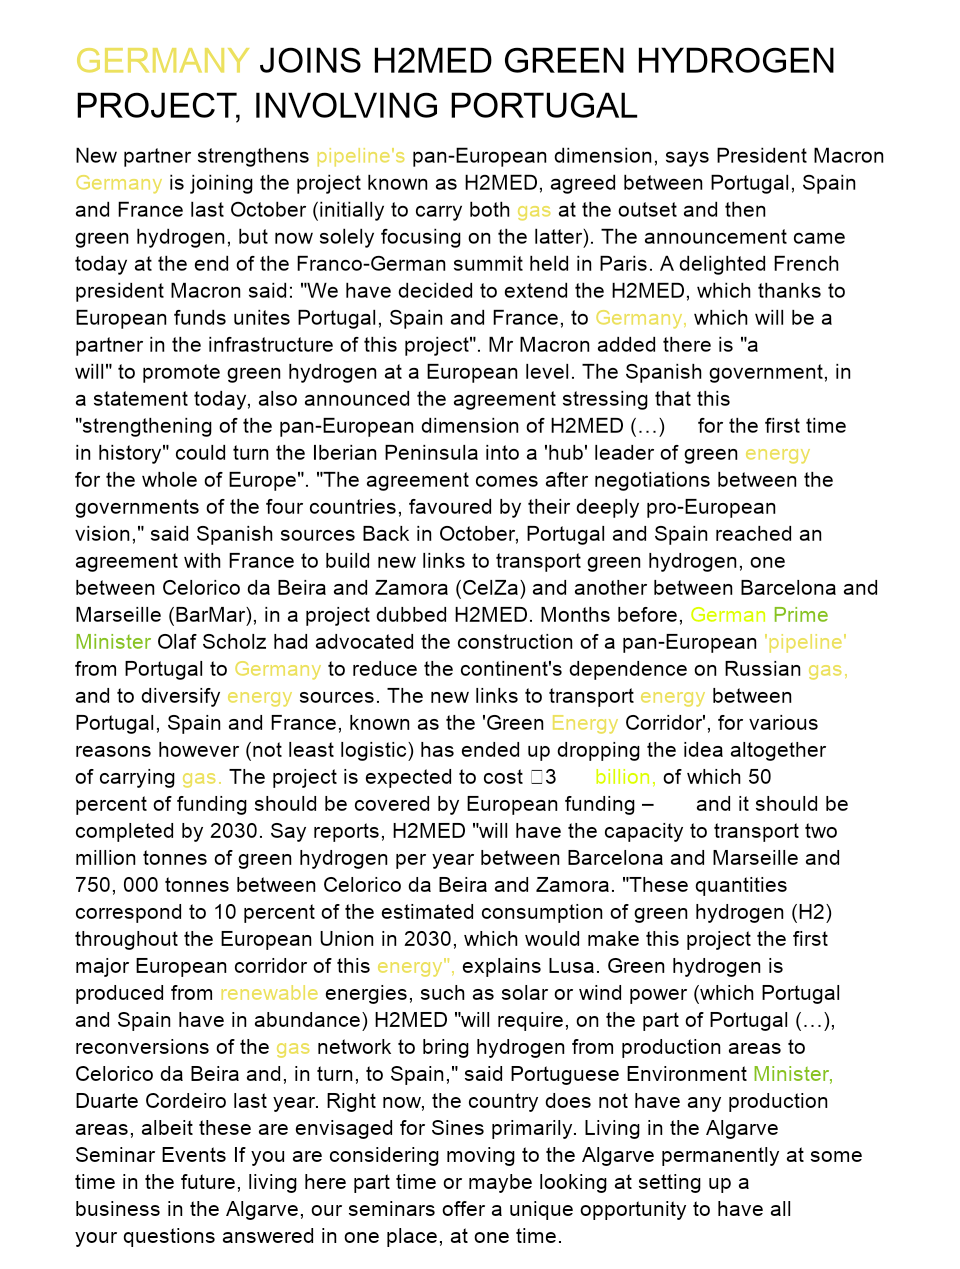 GERMANY JOINS H2MED GREEN HYDROGEN
PROJECT, INVOLVING PORTUGAL
New partner strengthens pipeline's pan-European dimension, says President Macron
Germany is joining the project known as H2MED, agreed between Portugal, Spain
and France last October (initially to carry both gas at the outset and then
green hydrogen, but now solely focusing on the latter). The announcement came
today at the end of the Franco-German summit held in Paris. A delighted French
president Macron said: "We have decided to extend the H2MED, which thanks to
European funds unites Portugal, Spain and France, to Germany, which will be a
partner in the infrastructure of this project". Mr Macron added there is "a
will" to promote green hydrogen at a European level. The Spanish government, in
a statement today, also announced the agreement stressing that this
"strengthening of the pan-European dimension of H2MED (…) for the first time
in history" could turn the Iberian Peninsula into a 'hub' leader of green energy
for the whole of Europe". "The agreement comes after negotiations between the
governments of the four countries, favoured by their deeply pro-European
vision," said Spanish sources Back in October, Portugal and Spain reached an
agreement with France to build new links to transport green hydrogen, one
between Celorico da Beira and Zamora (CelZa) and another between Barcelona and
Marseille (BarMar), in a project dubbed H2MED. Months before, German Prime
Minister Olaf Scholz had advocated the construction of a pan-European 'pipeline'
from Portugal to Germany to reduce the continent's dependence on Russian gas,
and to diversify energy sources. The new links to transport energy between
Portugal, Spain and France, known as the 'Green Energy Corridor', for various
reasons however (not least logistic) has ended up dropping the idea altogether
of carrying gas. The project is expected to cost 3 billion, of which 50
percent of funding should be covered by European funding – and it should be
completed by 2030. Say reports, H2MED "will have the capacity to transport two
million tonnes of green hydrogen per year between Barcelona and Marseille and
750, 000 tonnes between Celorico da Beira and Zamora. "These quantities
correspond to 10 percent of the estimated consumption of green hydrogen (H2)
throughout the European Union in 2030, which would make this project the first
major European corridor of this energy", explains Lusa. Green hydrogen is
produced from renewable energies, such as solar or wind power (which Portugal
and Spain have in abundance) H2MED "will require, on the part of Portugal (…),
reconversions of the gas network to bring hydrogen from production areas to
Celorico da Beira and, in turn, to Spain," said Portuguese Environment Minister,
Duarte Cordeiro last year. Right now, the country does not have any production
areas, albeit these are envisaged for Sines primarily. Living in the Algarve
Seminar Events If you are considering moving to the Algarve permanently at some
time in the future, living here part time or maybe looking at setting up a
business in the Algarve, our seminars offer a unique opportunity to have all
your questions answered in one place, at one time.